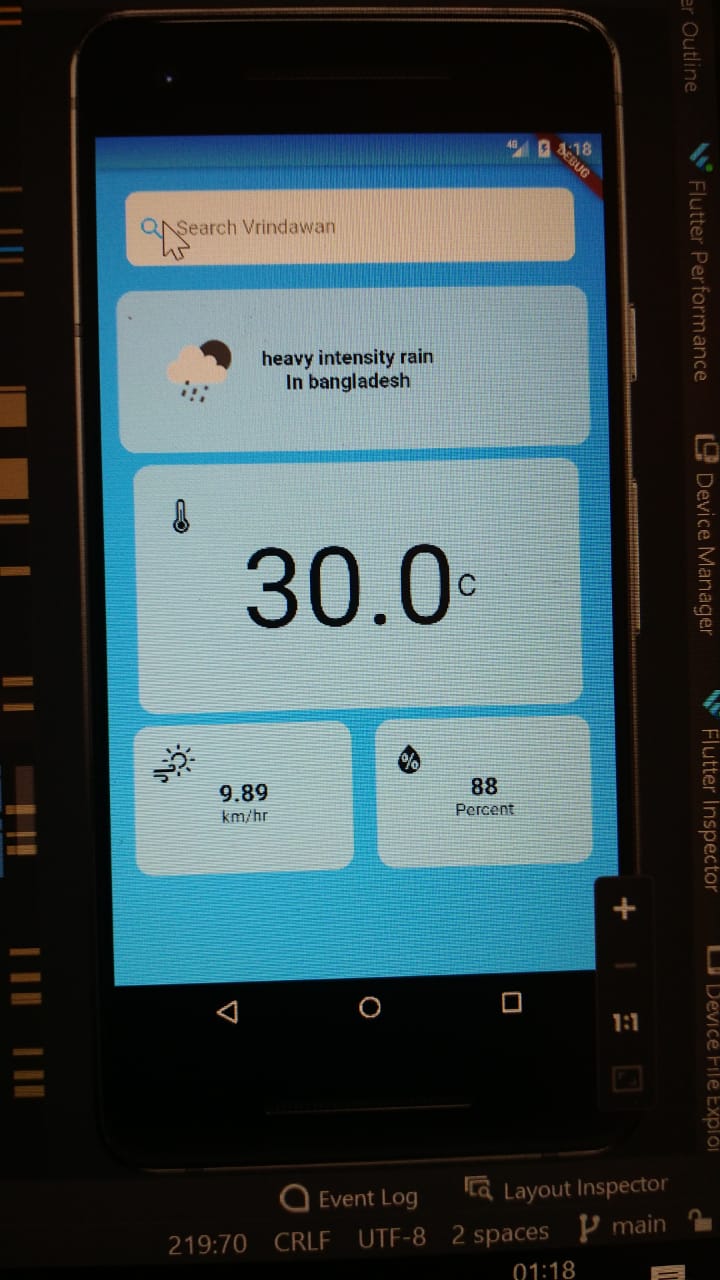 er Outline
4G
4:18
DEBUG
Search Vrindawan
heavy intensity rain
In bangladesh
30.0 C
9.89
km/hr
%
88
Percent
Flutter Performance
Device Manager
Flutter Inspector
Device File Explor
1:1
Event Log
Layout Inspector
219:70 CRLF UTF-8 2 spaces main
01:18